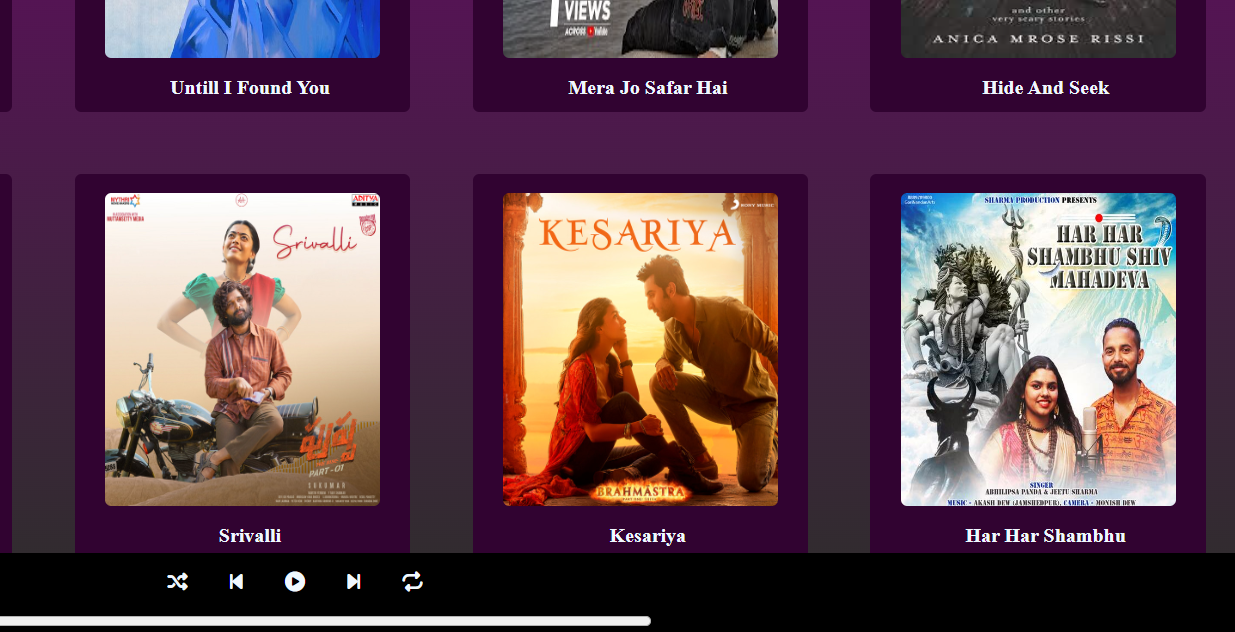 VIEWS
ACROSS YouTube
and other
very scary stories
ANICA MROSE RISSI
Untill I Found You
Mera Jo Safar Hai
Hide And Seek
ADITYA
MUSIC
Srivalli
పుష్ప
PART-01
SUKUMAR
Srivalli
SONY MUSIC
KESARIYA
BRAHMASTRA
Kesariya
SHARMA PRODUCTION PRESENTS
HAR HAR
SHAMBHU SHIV
MAHADEVA
SINGER
ABHILIPSA PANDA & JEETU SHARMA
MUSIC - AKASH DEW (JAMSHEDPUR), CAMERA - MONISH DEW
Har Har Shambhu